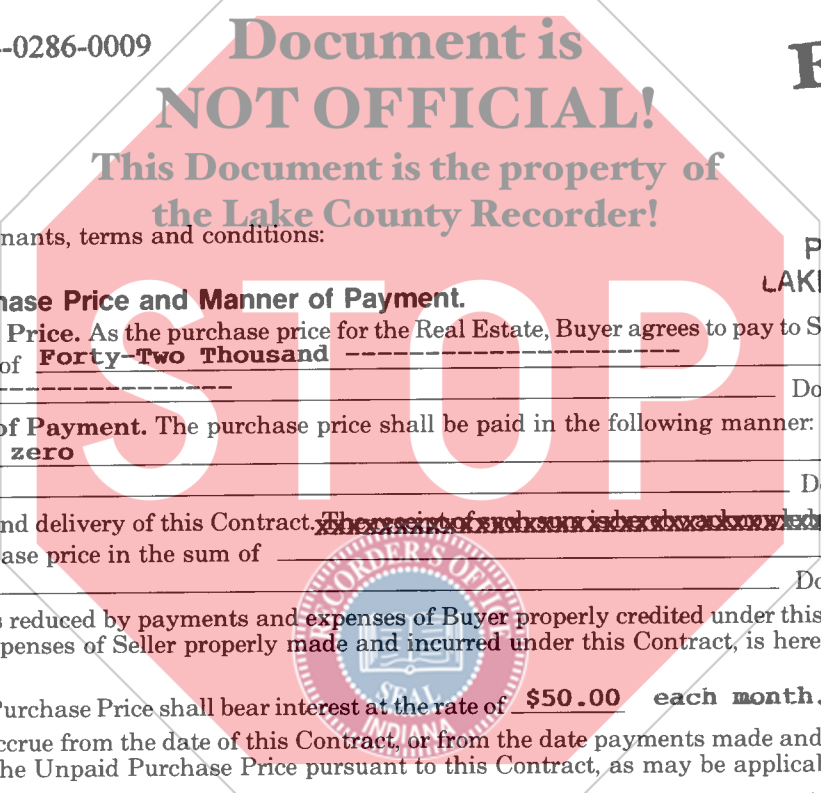 -0286-0009
Document is
NOT OFFICIAL!
This Document is the property of
the Lake County Recorder!
nants, terms and conditions:
LAKE
hase Price and Manner of Payment.
Price. As the purchase price for the Real Estate, Buyer agrees to pay to S
of Forty-Two Thousand --------------------------
------------------ Do
of Payment. The purchase price shall be paid in the following manner:
zero
D
nd delivery of this Contract.
ase price in the sum of
Do
s reduced by payments and expenses of Buyer properly credited under this
penses of Seller properly made and incurred under this Contract, is here
Purchase Price shall bear interest at the rate of $50.00 each month.
ccrue from the date of this Contract, or from the date payments made and
he Unpaid Purchase Price pursuant to this Contract, as may be applicab
STOP
RECORDER'S OFFICE
SEAL
INDIANA